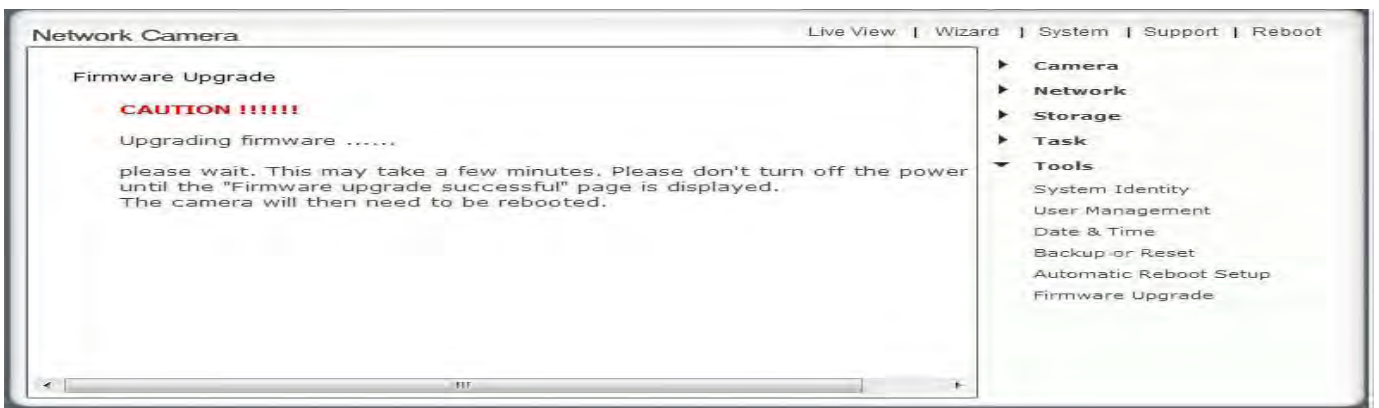 Network Camera
Live View | Wizard | System | Support | Reboot
Firmware Upgrade
CAUTION !!!!!!
Upgrading firmware ......
please wait. This may take a few minutes. Please don't turn off the power
until the "Firmware upgrade successful" page is displayed.
The camera will then need to be rebooted.
Camera
Network
Storage
Task
Tools
System Identity
User Management
Date & Time
Backup or Reset
Automatic Reboot Setup
Firmware Upgrade